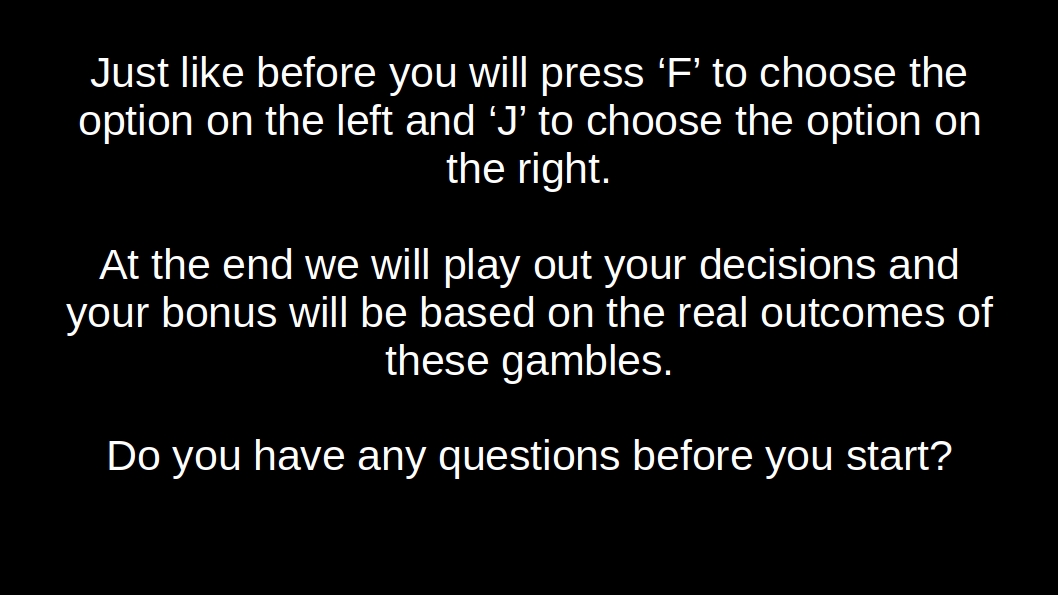 Just like before you will press ‘F’ to choose the
option on the left and ‘J’ to choose the option on
the right.
At the end we will play out your decisions and
your bonus will be based on the real outcomes of
these gambles.
Do you have any questions before you start?